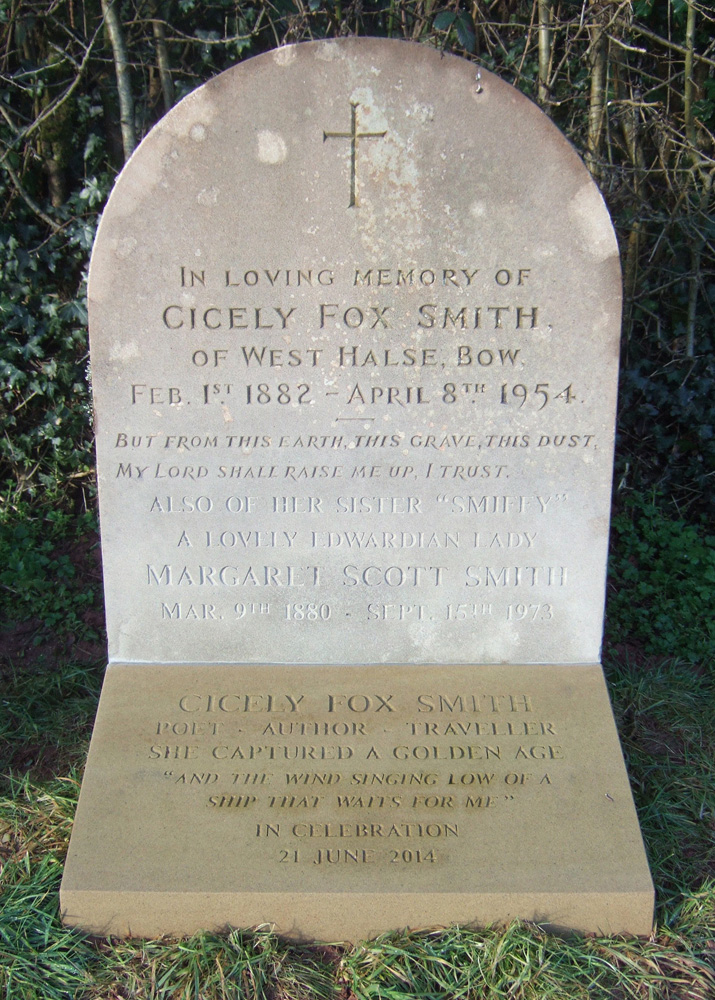 IN LOVING MEMORY OF
CICELY FOX SMITH.
OF WEST HALSE, BOW.
FEB. 1ST 1882 – APRIL 8TH 1954.
BUT FROM THIS EARTH, THIS GRAVE, THIS DUST,
MY LORD SHALL RAISE ME UP, I TRUST.
ALSO OF HER SISTER "SMIFFY"
A LOVELY EDWARDIAN LADY
MARGARET SCOTT SMITH
MAR. 9TH 1880 - SEPT. 15TH 1973
CICELY FOX SMITH
POET - AUTHOR - TRAVELLER
SHE CAPTURED A GOLDEN AGE
"AND THE WIND SINGING LOW OF A
SHIP THAT WAITS FOR ME"
IN CELEBRATION
21 JUNE 2014